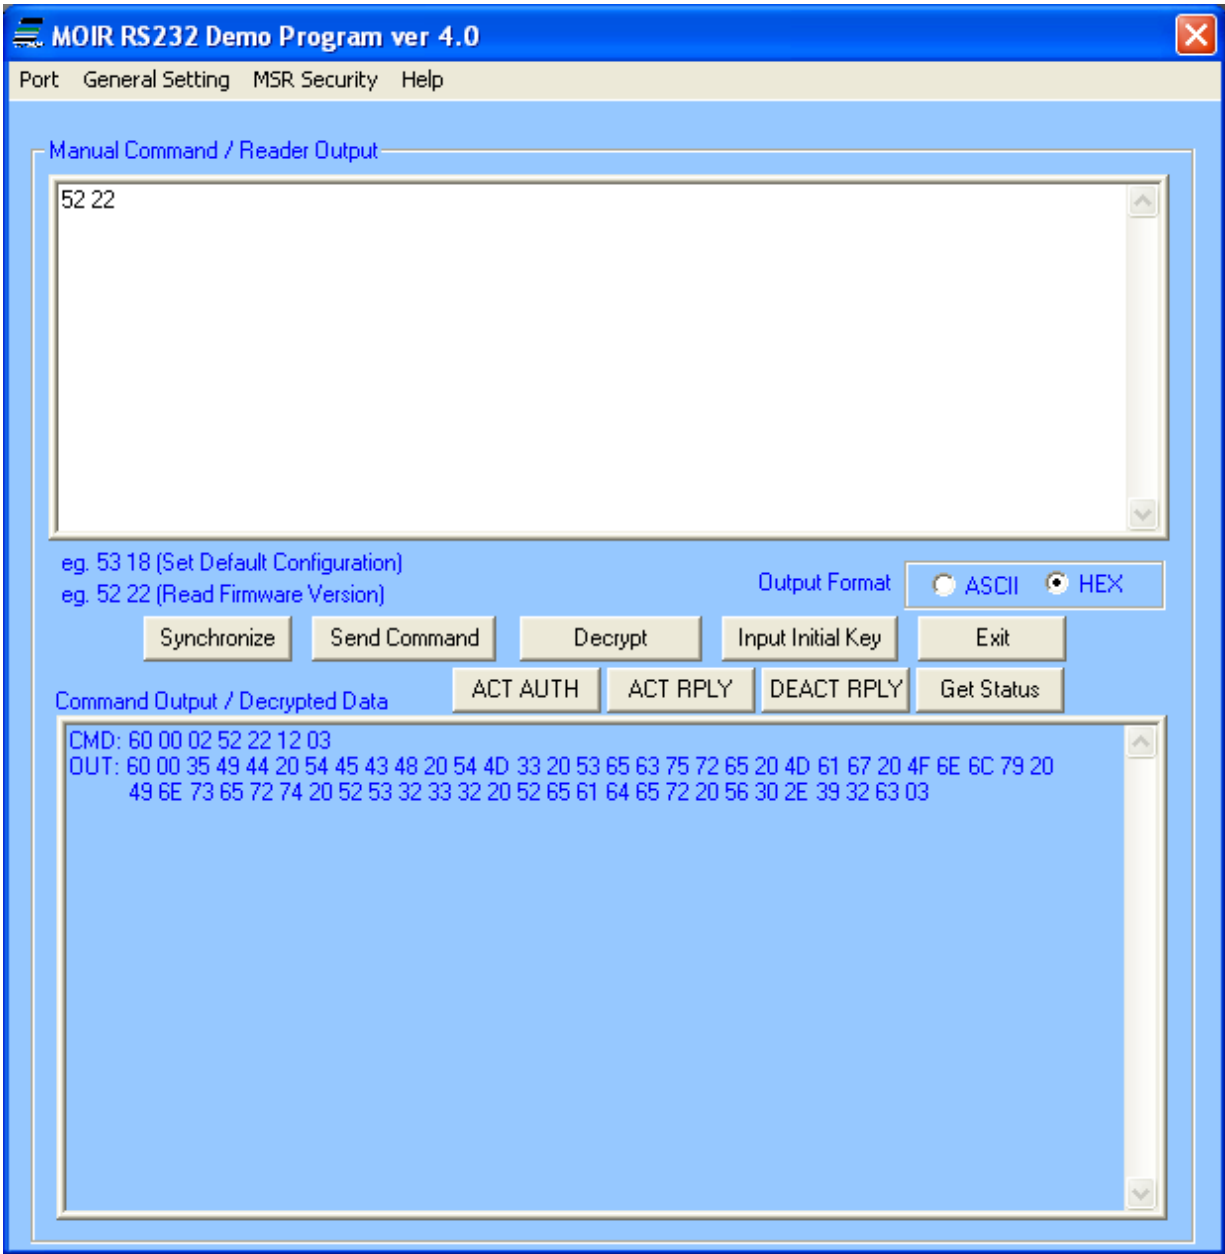 MOIR RS232 Demo Program ver 4.0
Port General Setting MSR Security Help
Manual Command / Reader Output
52 22
eg. 53 18 (Set Default Configuration)
eg. 52 22 (Read Firmware Version)
Output Format ASCII HEX
Synchronize Send Command Decrypt Input Initial Key Exit
ACT AUTH ACT RPLY DEACT RPLY Get Status
Command Output / Decrypted Data
CMD: 60 00 02 52 22 12 03
OUT: 60 00 35 49 44 20 54 45 43 48 20 54 4D 33 20 53 65 63 75 72 65 20 4D 61 67 20 4F 6E 6C 79 20
49 6E 73 65 72 74 20 52 53 32 33 32 20 52 65 61 64 65 72 20 56 30 2E 39 32 63 03